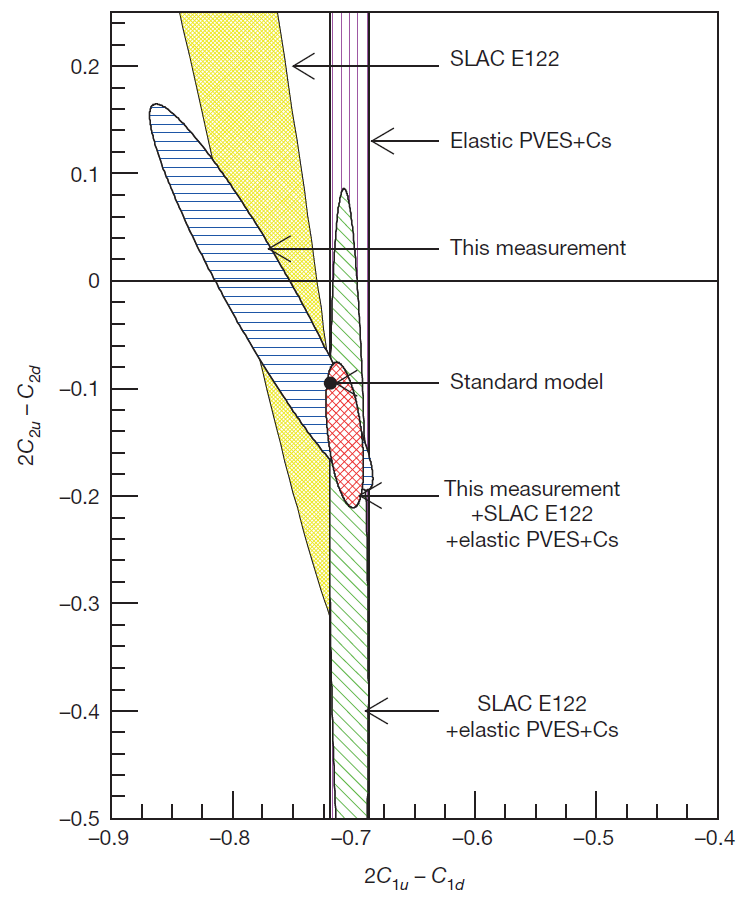 0.2
0.1
0
−0.1
−0.2
−0.3
−0.4
−0.5
2C2u − C2d
SLAC E122
Elastic PVES+Cs
This measurement
Standard model
This measurement
+SLAC E122
+elastic PVES+Cs
SLAC E122
+elastic PVES+Cs
−0.9
−0.8
−0.7
−0.6
−0.5
−0.4
2C1u − C1d